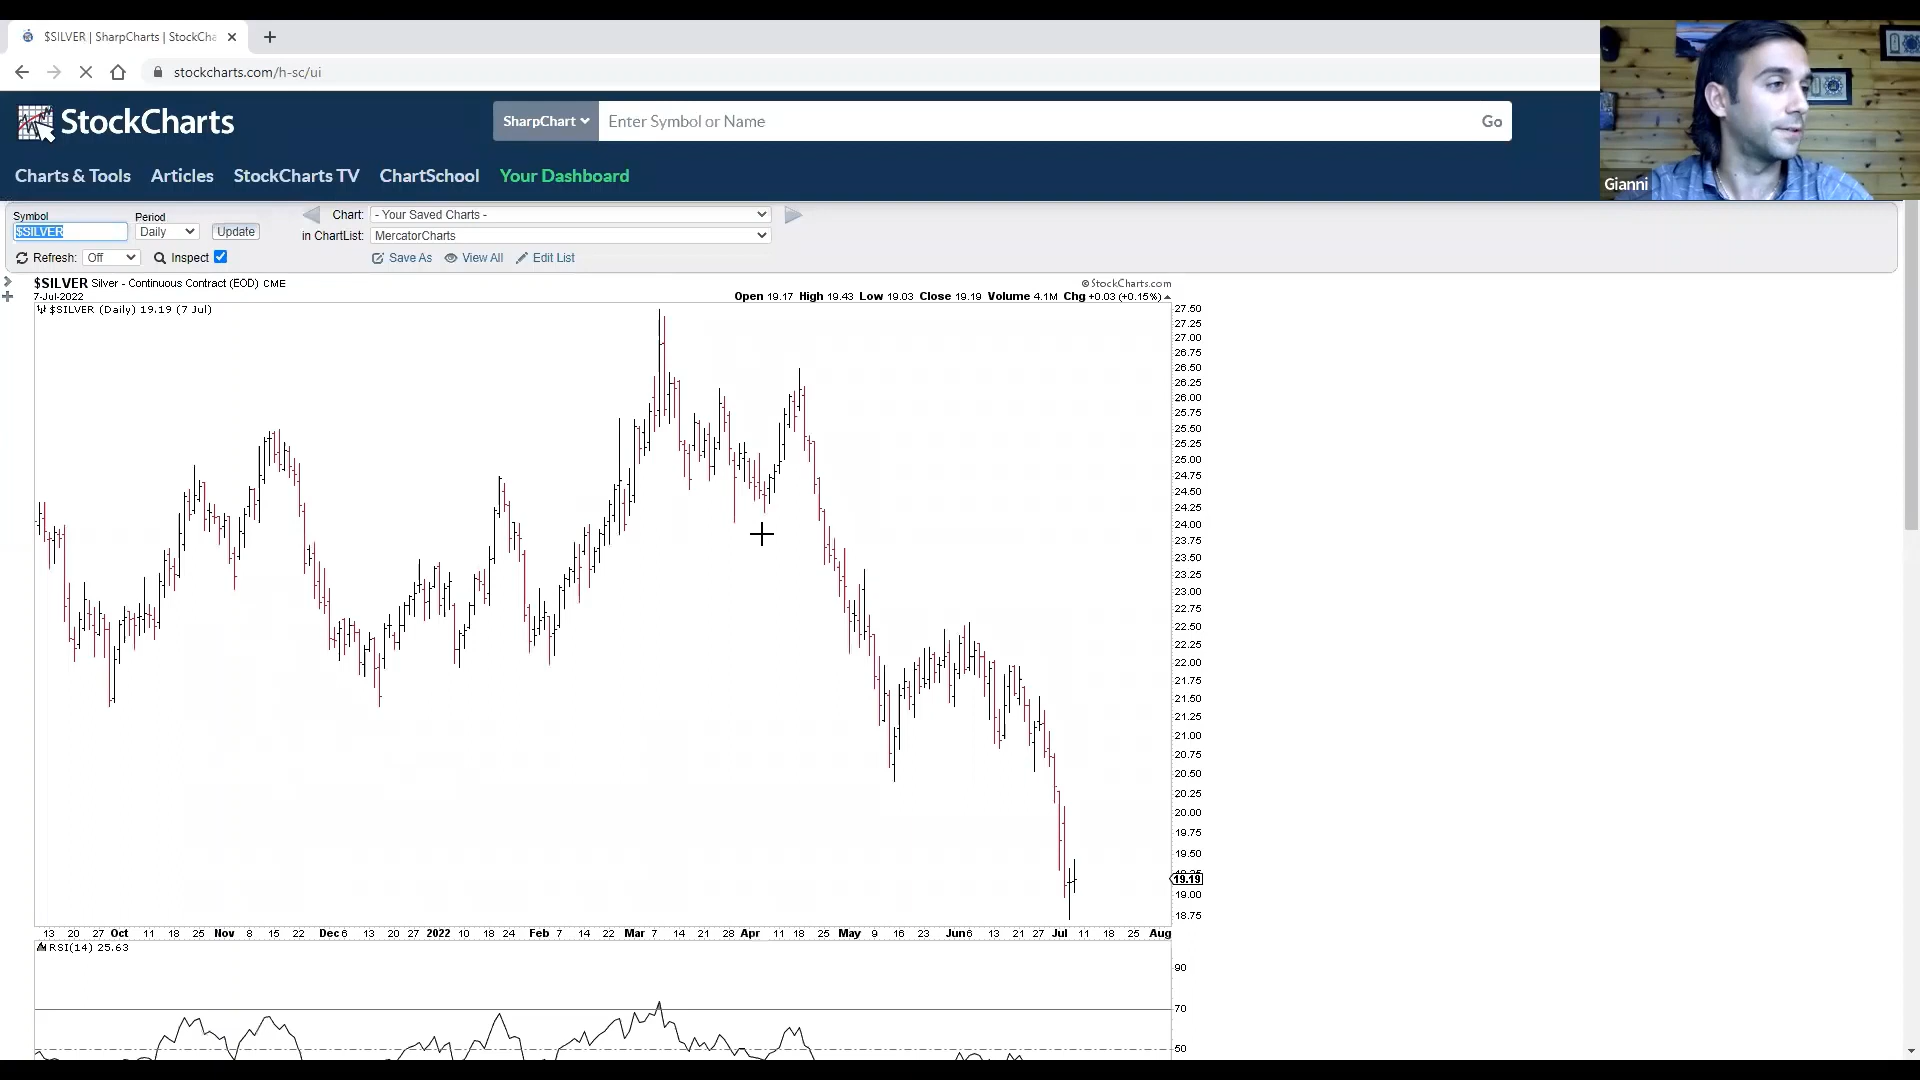 $SILVER | SharpCharts | StockCha
stockcharts.com/h-sc/ui
StockCharts
SharpChart
Enter Symbol or Name
Go
Charts & Tools Articles StockCharts TV ChartSchool Your Dashboard
Gianni
Symbol Period
$SILVER Daily Update
Chart: - Your Saved Charts -
in ChartList: MercatorCharts
Refresh: Off Inspect
Save As View All Edit List
$SILVER Silver - Continuous Contract (EOD) CME
© StockCharts.com
7-Jul-2022
Open 19.17 High 19.43 Low 19.03 Close 19.19 Volume 4.1M Chg +0.03 (+0.15%)
$SILVER (Daily) 19.19 (7 Jul)
27.50
27.25
27.00
26.75
26.50
26.25
26.00
25.75
25.50
25.25
25.00
24.75
24.50
24.25
24.00
23.75
23.50
23.25
23.00
22.75
22.50
22.25
22.00
21.75
21.50
21.25
21.00
20.75
20.50
20.25
20.00
19.75
19.50
19.19
19.00
18.75
13 20 27 Oct 11 18 25 Nov 8 15 22 Dec 6 13 20 27 2022 10 18 24 Feb 7 14 22 Mar 7 14 21 28 Apr 11 18 25 May 9 16 23 Jun 6 13 21 27 Jul 11 18 25 Aug
RSI(14) 25.63
90
70
50